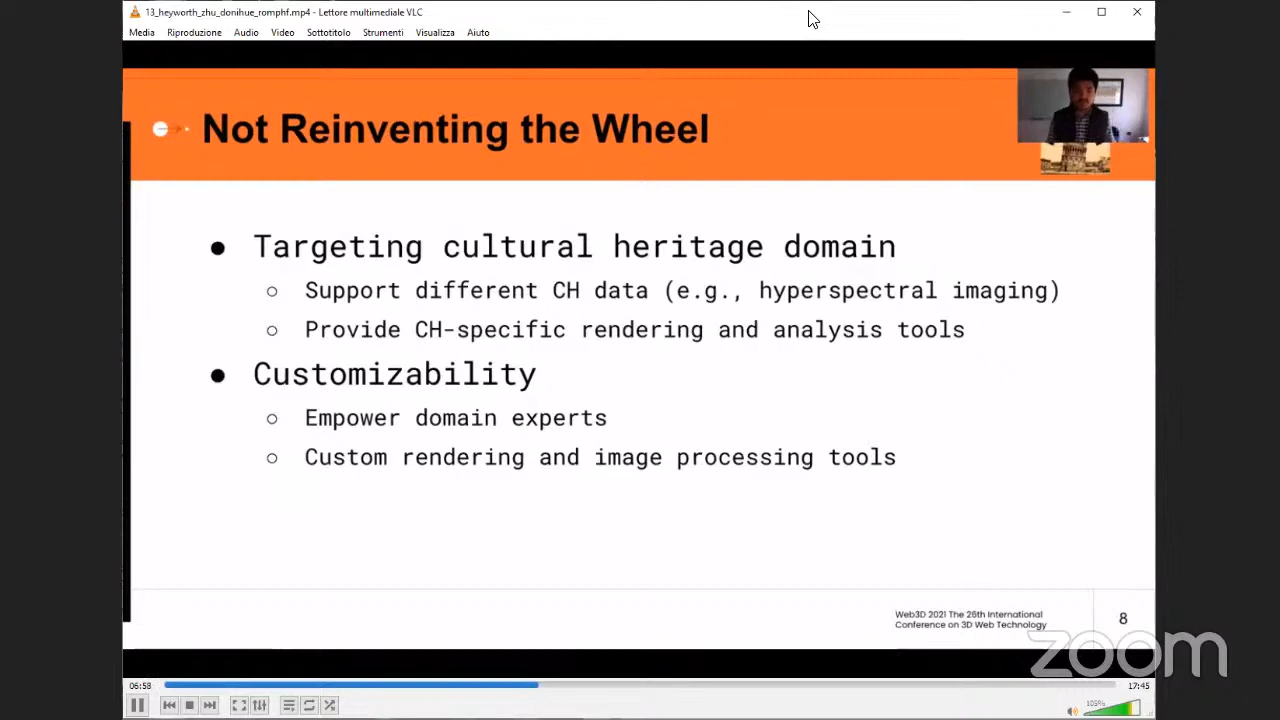 13_heyworth_zhu_donihue_romphf.mp4 - Lettore multimediale VLC
Media Riproduzione Audio Video Sottotitolo Strumenti Visualizza Aiuto
Not Reinventing the Wheel
● Targeting cultural heritage domain
○ Support different CH data (e.g., hyperspectral imaging)
○ Provide CH-specific rendering and analysis tools
● Customizability
○ Empower domain experts
○ Custom rendering and image processing tools
Web3D 2021 The 26th International
Conference on 3D Web Technology
8
zoom
06:58
17:45
105%